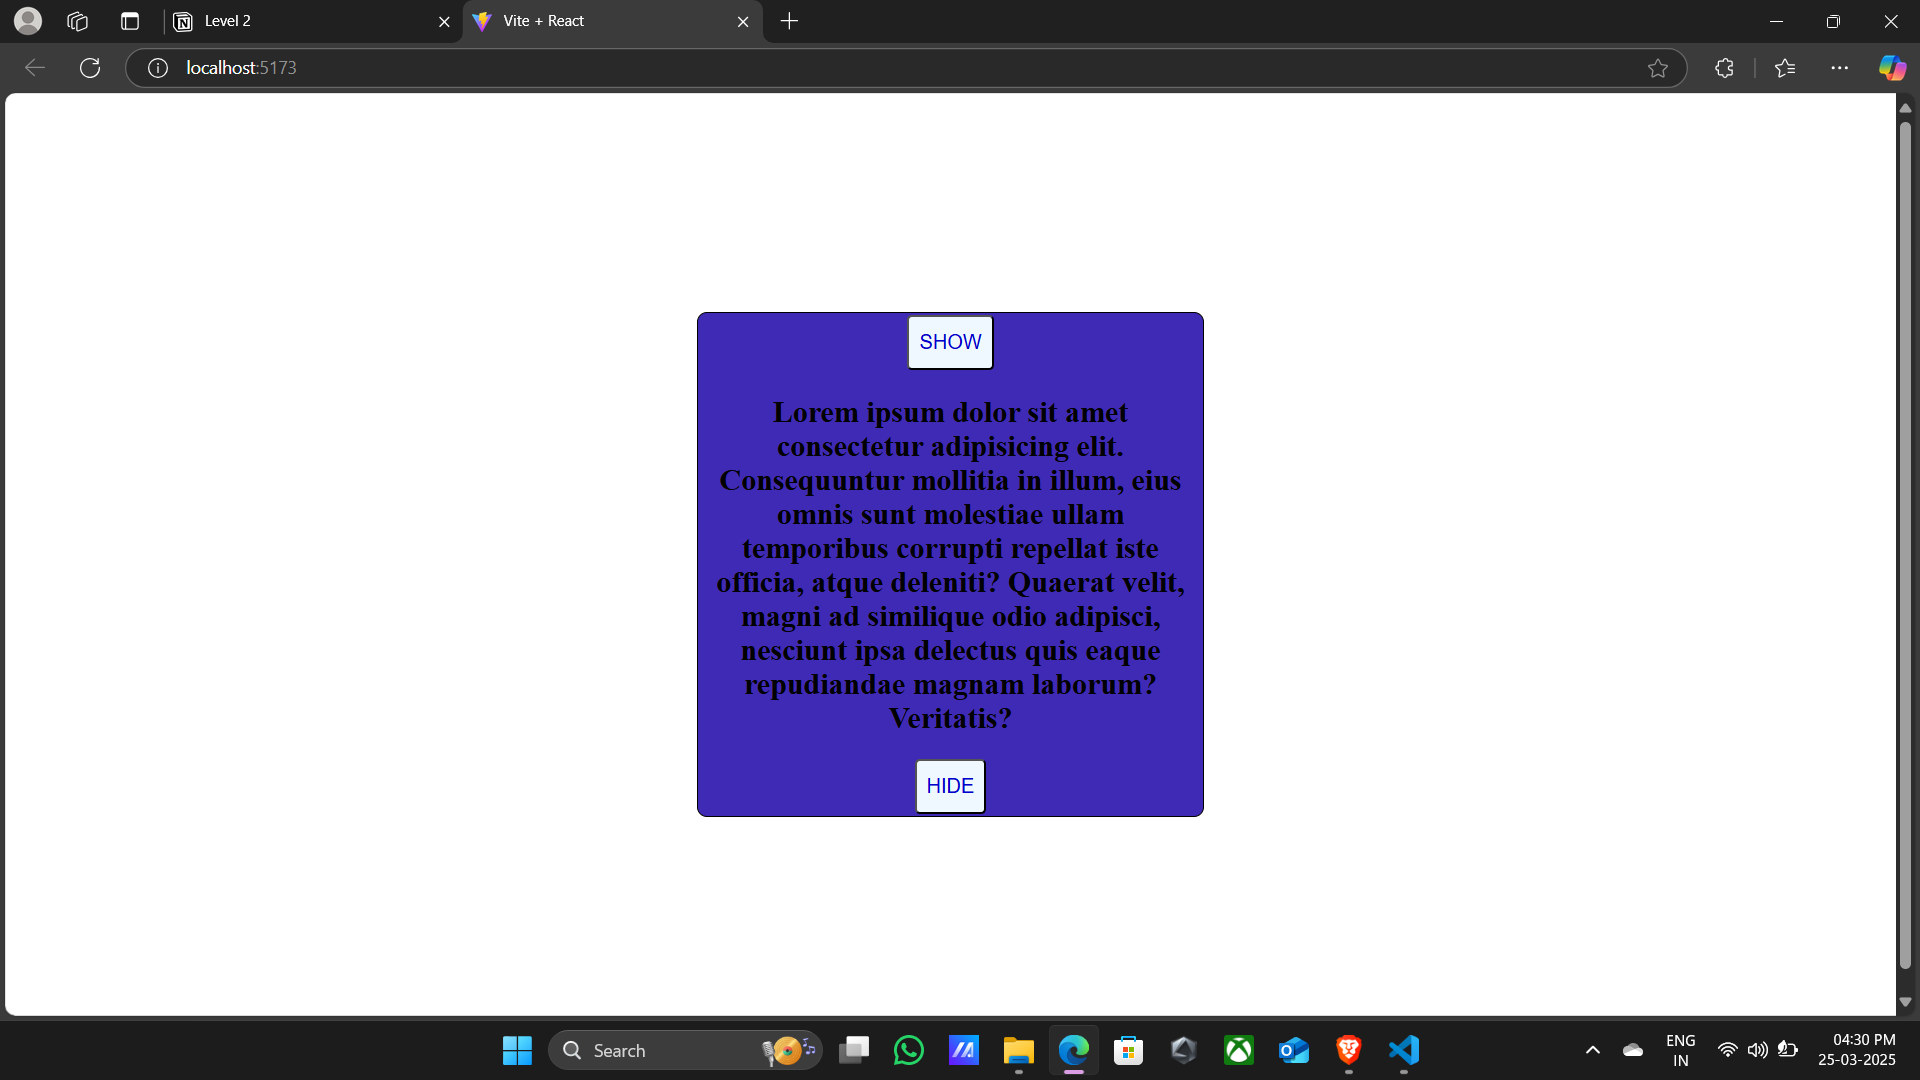 Level 2
Vite + React
localhost:5173
SHOW
Lorem ipsum dolor sit amet
consectetur adipisicing elit.
Consequuntur mollitia in illum, eius
omnis sunt molestiae ullam
temporibus corrupti repellat iste
officia, atque deleniti? Quaerat velit,
magni ad similique odio adipisci,
nesciunt ipsa delectus quis eaque
repudiandae magnam laborum?
Veritatis?
HIDE
Search
ENG
IN
04:30 PM
25-03-2025